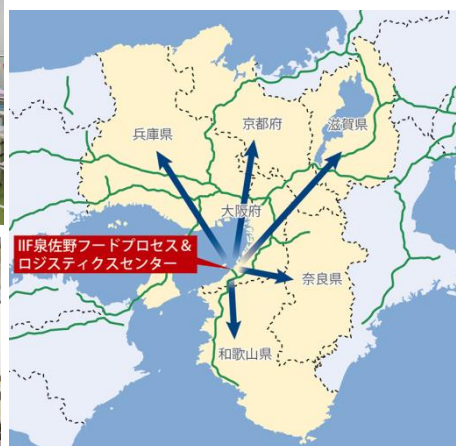 兵庫県
京都府
滋賀県
大阪府
IIF泉佐野フードプロセス＆
ロジスティクスセンター
奈良県
和歌山県